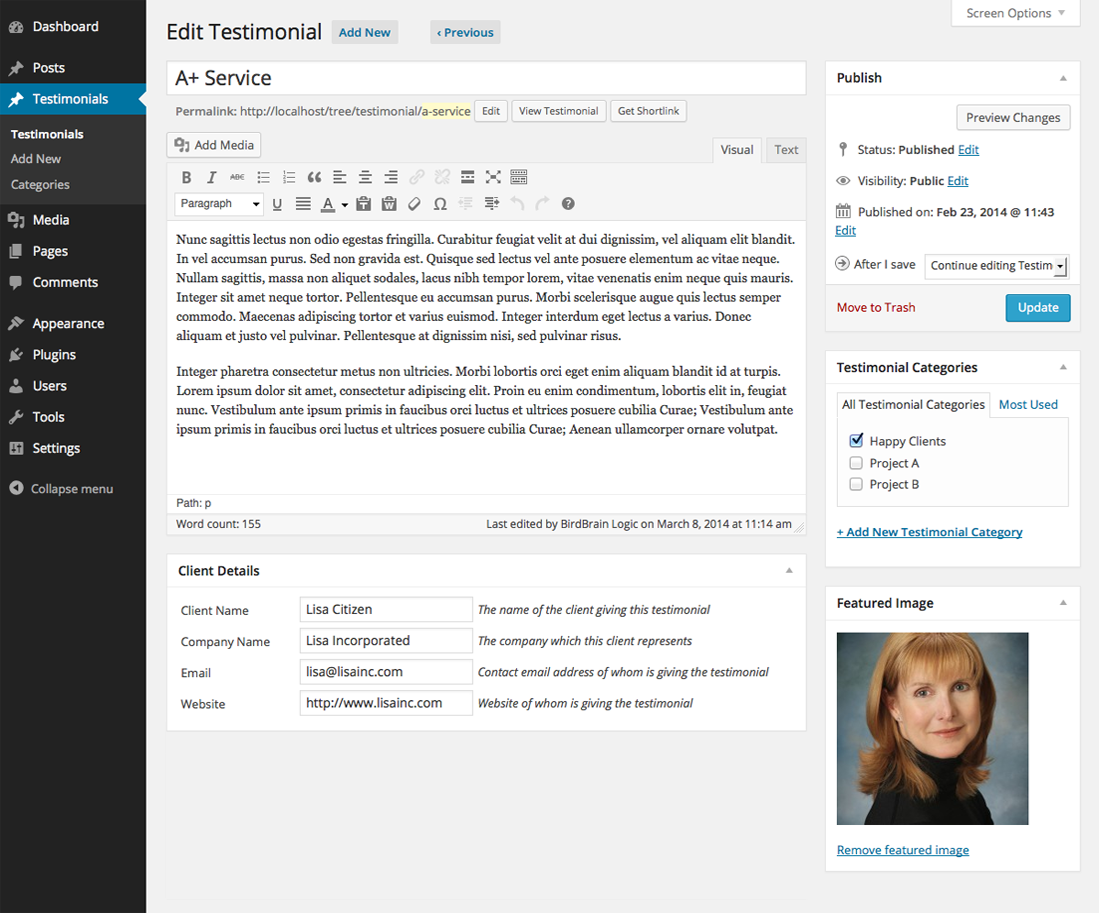 Dashboard
Posts
Testimonials
Testimonials
Add New
Categories
Media
Pages
Comments
Appearance
Plugins
Users
Tools
Settings
Collapse menu
Screen Options
Edit Testimonial Add New ‹ Previous
A+ Service
Permalink: http://localhost/tree/testimonial/a-service Edit View Testimonial Get Shortlink
Add Media
Visual Text
B I ABC
Paragraph U A T W Ω ?
Nunc sagittis lectus non odio egestas fringilla. Curabitur feugiat velit at dui dignissim, vel aliquam elit blandit.
In vel accumsan purus. Sed non gravida est. Quisque sed lectus vel ante posuere elementum ac vitae neque.
Nullam sagittis, massa non aliquet sodales, lacus nibh tempor lorem, vitae venenatis enim neque quis mauris.
Integer sit amet neque tortor. Pellentesque eu accumsan purus. Morbi scelerisque augue quis lectus semper
commodo. Maecenas adipiscing tortor et varius euismod. Integer interdum eget lectus a varius. Donec
aliquam et justo vel pulvinar. Pellentesque at dignissim nisi, sed pulvinar risus.
Integer pharetra consectetur metus non ultricies. Morbi lobortis orci eget enim aliquam blandit id at turpis.
Lorem ipsum dolor sit amet, consectetur adipiscing elit. Proin eu enim condimentum, lobortis elit in, feugiat
nunc. Vestibulum ante ipsum primis in faucibus orci luctus et ultrices posuere cubilia Curae; Vestibulum ante
ipsum primis in faucibus orci luctus et ultrices posuere cubilia Curae; Aenean ullamcorper ornare volutpat.
Path: p
Word count: 155 Last edited by BirdBrain Logic on March 8, 2014 at 11:14 am
Client Details
Client Name Lisa Citizen The name of the client giving this testimonial
Company Name Lisa Incorporated The company which this client represents
Email lisa@lisainc.com Contact email address of whom is giving the testimonial
Website http://www.lisainc.com Website of whom is giving the testimonial
Publish
Preview Changes
Status: Published Edit
Visibility: Public Edit
Published on: Feb 23, 2014 @ 11:43
Edit
After I save Continue editing Testim
Move to Trash Update
Testimonial Categories
All Testimonial Categories Most Used
Happy Clients
Project A
Project B
+ Add New Testimonial Category
Featured Image
Remove featured image